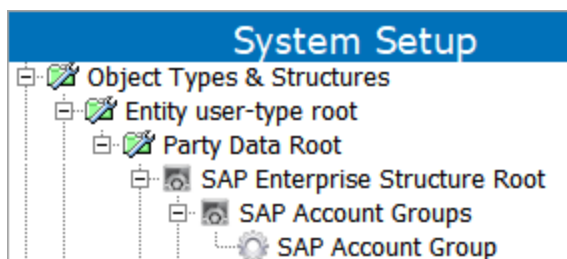 System Setup
Object Types & Structures
Entity user-type root
Party Data Root
SAP Enterprise Structure Root
SAP Account Groups
SAP Account Group